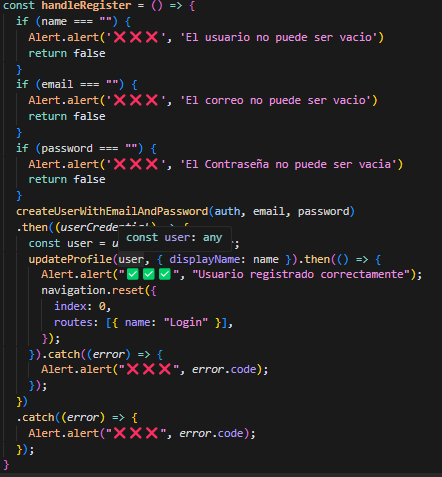 const handleRegister = () => {
  if (name === "") {
    Alert.alert('❌❌❌', 'El usuario no puede ser vacio')
    return false
  }
  if (email === "") {
    Alert.alert('❌❌❌', 'El correo no puede ser vacio')
    return false
  }
  if (password === "") {
    Alert.alert('❌❌❌', 'El Contraseña no puede ser vacia')
    return false
  }
  createUserWithEmailAndPassword(auth, email, password)
  .then((
const user: any
    const user =
    updateProfile(user, { displayName: name }).then(() => {
      Alert.alert("✅✅✅", "Usuario registrado correctamente");
      navigation.reset({
        index: 0,
        routes: [{ name: "Login" }],
      });
    }).catch((error) => {
      Alert.alert("❌❌❌", error.code);
    });
  })
  .catch((error) => {
    Alert.alert("❌❌❌", error.code);
  });
}